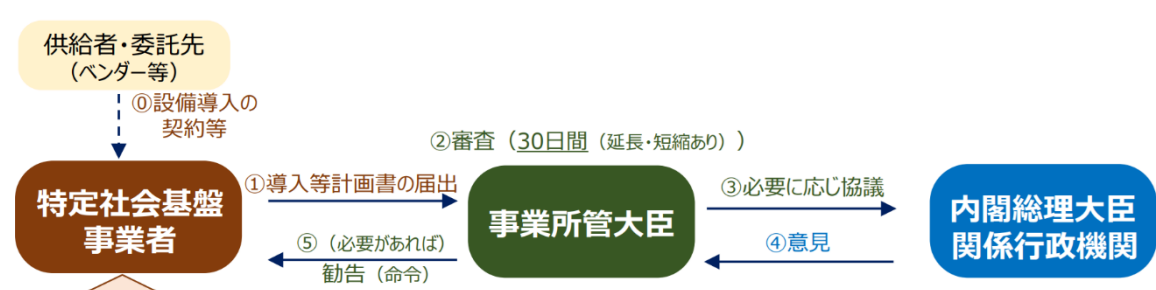 供給者・委託先
（ベンダー等）
⓪設備導入の
契約等
②審査（30日間（延長・短縮あり））
特定社会基盤
事業者
①導入等計画書の届出
⑤（必要があれば）
勧告（命令）
事業所管大臣
③必要に応じ協議
④意見
内閣総理大臣
関係行政機関